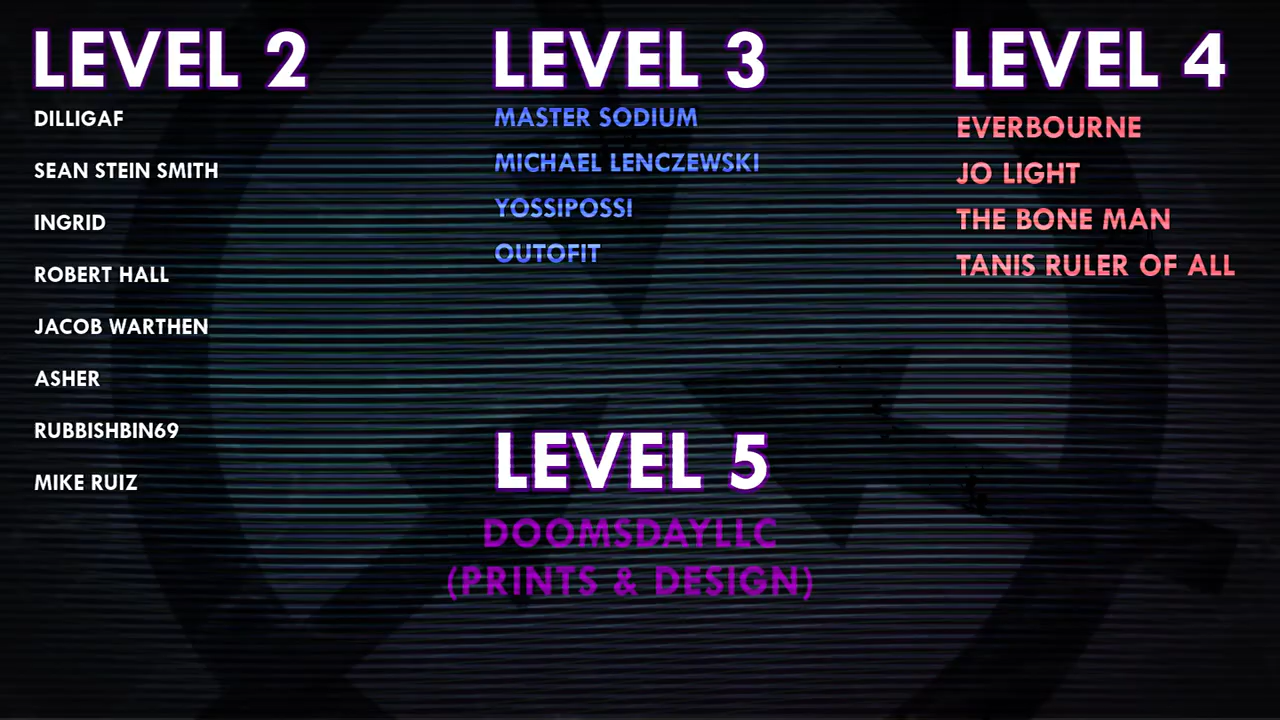 LEVEL 2
DILLIGAF
SEAN STEIN SMITH
INGRID
ROBERT HALL
JACOB WARTHEN
ASHER
RUBBISHBIN69
MIKE RUIZ
LEVEL 3
MASTER SODIUM
MICHAEL LENCZEWSKI
YOSSIPOSSI
OUTOFIT
LEVEL 4
EVERBOURNE
JO LIGHT
THE BONE MAN
TANIS RULER OF ALL
LEVEL 5
DOOMSDAYLLC
(PRINTS & DESIGN)